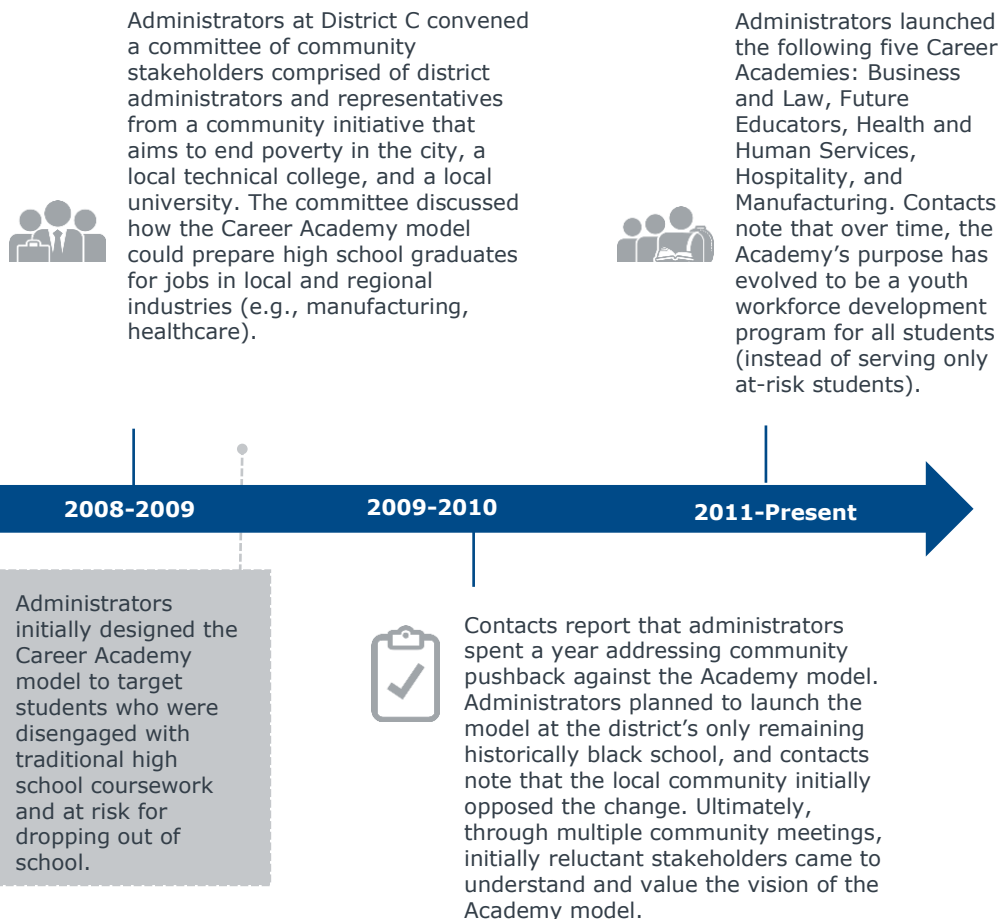 Administrators at District C convened
a committee of community
stakeholders comprised of district
administrators and representatives
from a community initiative that
aims to end poverty in the city, a
local technical college, and a local
university. The committee discussed
how the Career Academy model
could prepare high school graduates
for jobs in local and regional
industries (e.g., manufacturing,
healthcare).
Administrators launched
the following five Career
Academies: Business
and Law, Future
Educators, Health and
Human Services,
Hospitality, and
Manufacturing. Contacts
note that over time, the
Academy’s purpose has
evolved to be a youth
workforce development
program for all students
(instead of serving only
at-risk students).
2008-2009
2009-2010
2011-Present
Administrators
initially designed the
Career Academy
model to target
students who were
disengaged with
traditional high
school coursework
and at risk for
dropping out of
school.
Contacts report that administrators
spent a year addressing community
pushback against the Academy model.
Administrators planned to launch the
model at the district’s only remaining
historically black school, and contacts
note that the local community initially
opposed the change. Ultimately,
through multiple community meetings,
initially reluctant stakeholders came to
understand and value the vision of the
Academy model.